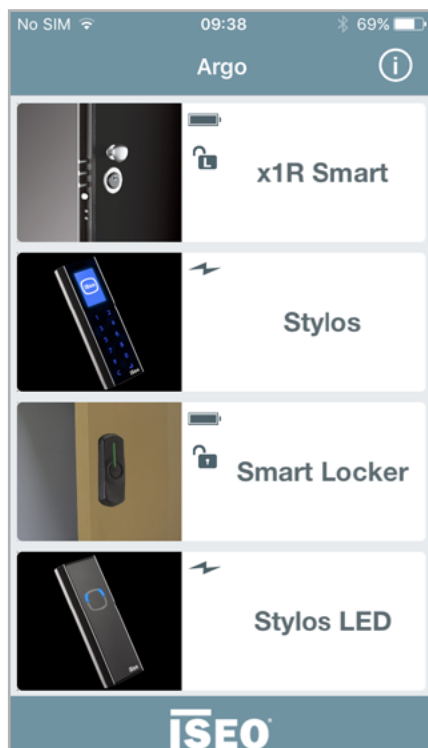 No SIM 09:38 69%
Argo
x1R Smart
Stylos
Smart Locker
Stylos LED
ISEO